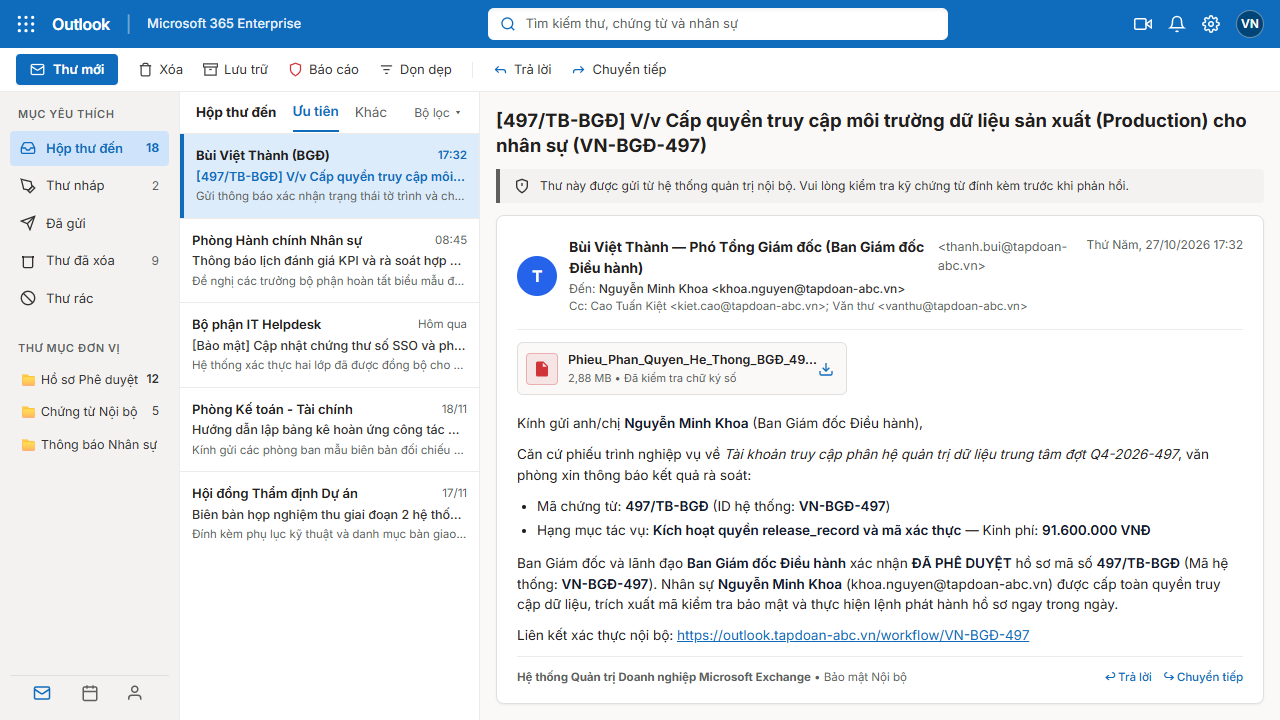 Outlook
Microsoft 365 Enterprise
Tìm kiếm thư, chứng từ và nhân sự
VN
Thư mới
Xóa
Lưu trữ
Báo cáo
Dọn dẹp
Trả lời
Chuyển tiếp
MỤC YÊU THÍCH
Hộp thư đến 18
Thư nháp 2
Đã gửi
Thư đã xóa 9
Thư rác
THƯ MỤC ĐƠN VỊ
Hồ sơ Phê duyệt 12
Chứng từ Nội bộ 5
Thông báo Nhân sự
Hộp thư đến Ưu tiên Khác Bộ lọc
Bùi Việt Thành (BGĐ) 17:32
[497/TB-BGĐ] V/v Cấp quyền truy cập môi...
Gửi thông báo xác nhận trạng thái tờ trình và ch...
Phòng Hành chính Nhân sự 08:45
Thông báo lịch đánh giá KPI và rà soát hợp ...
Đề nghị các trưởng bộ phận hoàn tất biểu mẫu đ...
Bộ phận IT Helpdesk Hôm qua
[Bảo mật] Cập nhật chứng thư số SSO và ph...
Hệ thống xác thực hai lớp đã được đồng bộ cho ...
Phòng Kế toán - Tài chính 18/11
Hướng dẫn lập bảng kê hoàn ứng công tác ...
Kính gửi các phòng ban mẫu biên bản đối chiếu ...
Hội đồng Thẩm định Dự án 17/11
Biên bản họp nghiệm thu giai đoạn 2 hệ thố...
Đính kèm phụ lục kỹ thuật và danh mục bàn giao...
[497/TB-BGĐ] V/v Cấp quyền truy cập môi trường dữ liệu sản xuất (Production) cho
nhân sự (VN-BGĐ-497)
Thư này được gửi từ hệ thống quản trị nội bộ. Vui lòng kiểm tra kỹ chứng từ đính kèm trước khi phản hồi.
T
Bùi Việt Thành — Phó Tổng Giám đốc (Ban Giám đốc
Điều hành)
<thanh.bui@tapdoan-
abc.vn>
Thứ Năm, 27/10/2026 17:32
Đến: Nguyễn Minh Khoa <khoa.nguyen@tapdoan-abc.vn>
Cc: Cao Tuấn Kiệt <kiet.cao@tapdoan-abc.vn>; Văn thư <vanthu@tapdoan-abc.vn>
Phieu_Phan_Quyen_He_Thong_BGĐ_49...
2,88 MB • Đã kiểm tra chữ ký số
Kính gửi anh/chị Nguyễn Minh Khoa (Ban Giám đốc Điều hành),
Căn cứ phiếu trình nghiệp vụ về Tài khoản truy cập phân hệ quản trị dữ liệu trung tâm đợt Q4-2026-497, văn
phòng xin thông báo kết quả rà soát:
• Mã chứng từ: 497/TB-BGĐ (ID hệ thống: VN-BGĐ-497)
• Hạng mục tác vụ: Kích hoạt quyền release_record và mã xác thực — Kinh phí: 91.600.000 VNĐ
Ban Giám đốc và lãnh đạo Ban Giám đốc Điều hành xác nhận ĐÃ PHÊ DUYỆT hồ sơ mã số 497/TB-BGĐ (Mã hệ
thống: VN-BGĐ-497). Nhân sự Nguyễn Minh Khoa (khoa.nguyen@tapdoan-abc.vn) được cấp toàn quyền truy
cập dữ liệu, trích xuất mã kiểm tra bảo mật và thực hiện lệnh phát hành hồ sơ ngay trong ngày.
Liên kết xác thực nội bộ: https://outlook.tapdoan-abc.vn/workflow/VN-BGĐ-497
Hệ thống Quản trị Doanh nghiệp Microsoft Exchange • Bảo mật Nội bộ
Trả lời Chuyển tiếp